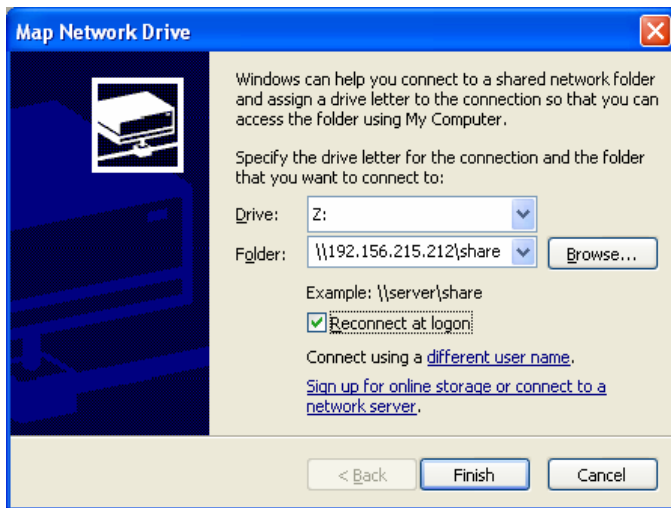 Map Network Drive
Windows can help you connect to a shared network folder
and assign a drive letter to the connection so that you can
access the folder using My Computer.
Specify the drive letter for the connection and the folder
that you want to connect to:
Drive: Z:
Folder: \\192.156.215.212\share Browse...
Example: \\server\share
Reconnect at logon
Connect using a different user name.
Sign up for online storage or connect to a
network server.
< Back Finish Cancel